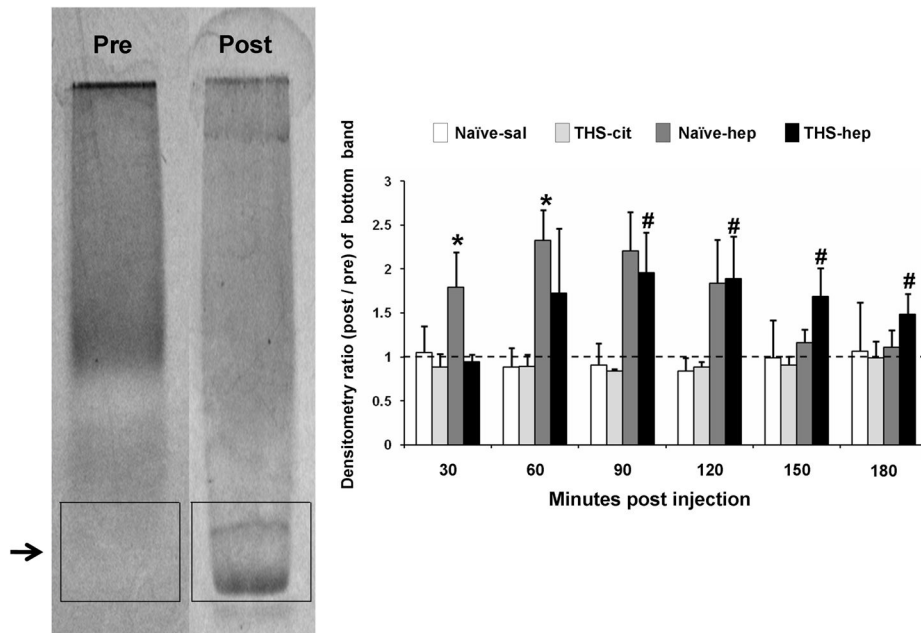 Pre Post
Naïve-sal THS-cit Naïve-hep THS-hep
Densitometry ratio (post / pre) of bottom band
3
2.5
2
1.5
1
0.5
0
* * # # # #
30 60 90 120 150 180
Minutes post injection